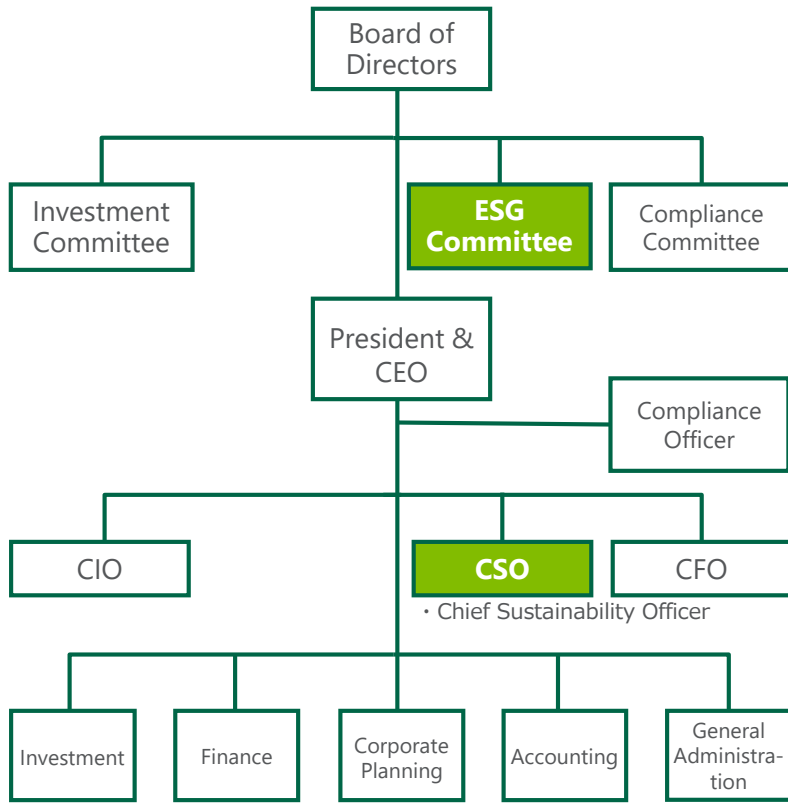 Board of
Directors
Investment
Committee
ESG
Committee
Compliance
Committee
President &
CEO
Compliance
Officer
CIO
CSO
CFO
・Chief Sustainability Officer
Investment
Finance
Corporate
Planning
Accounting
General
Administra-
tion